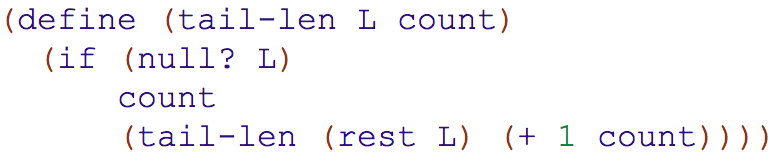 (define (tail-len L count)
(if (null? L)
count
(tail-len (rest L) (+ 1 count))))